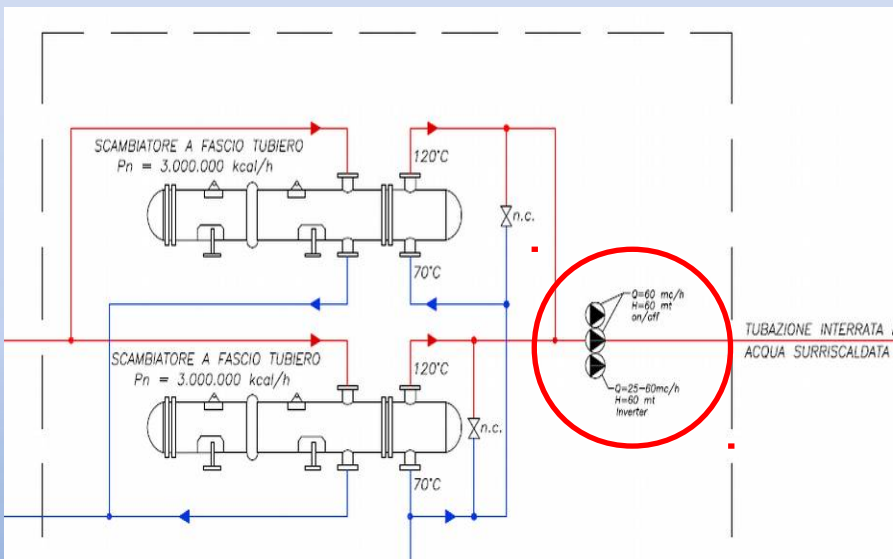 SCAMBIATORE A FASCIO TUBIERO
Pn = 3.000.000 kcal/h
120°C
n.c.
70°C
Q=60 mc/h
H=60 mt
on/off
TUBAZIONE INTERRATA
ACQUA SURRISCALDATA
SCAMBIATORE A FASCIO TUBIERO
Pn = 3.000.000 kcal/h
120°C
Q=25-60mc/h
H=60 mt
Inverter
n.c.
70°C